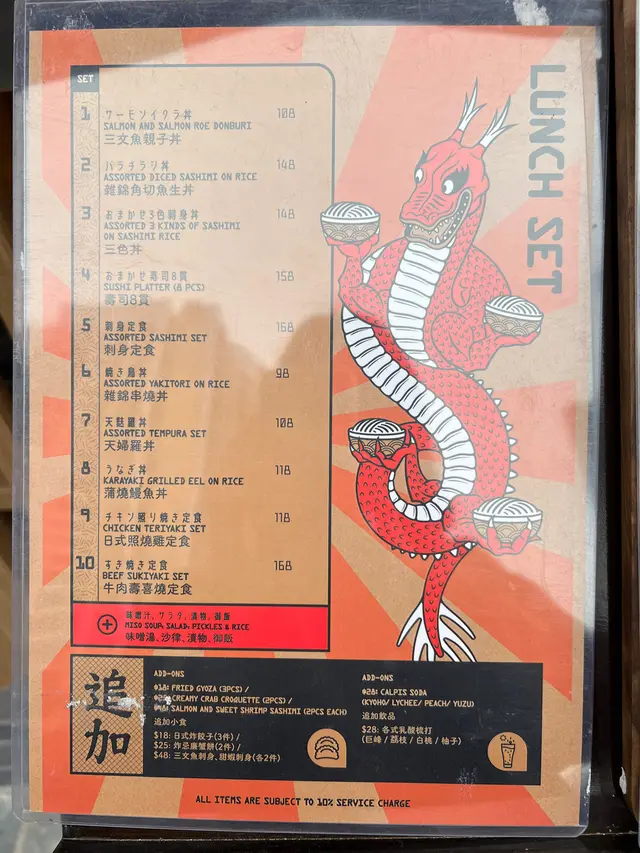 LUNCH SET
SET
1
サーモンイクラ丼 108
SALMON AND SALMON ROE DONBURI
三文魚親子丼
2
バラチラシ丼 148
ASSORTED DICED SASHIMI ON RICE
雜錦角切魚生丼
3
おまかせ3色刺身丼 148
ASSORTED 3 KINDS OF SASHIMI
ON SASHIMI RICE
三色丼
4
おまかせ壽司8貫 158
SUSHI PLATTER (8 PCS)
壽司8貫
5
刺身定食 168
ASSORTED SASHIMI SET
刺身定食
6
焼き鳥丼 98
ASSORTED YAKITORI ON RICE
雜錦串燒丼
7
天麩羅丼 108
ASSORTED TEMPURA SET
天婦羅丼
8
うなぎ丼 118
KARAYAKI GRILLED EEL ON RICE
蒲燒鰻魚丼
9
チキン照り焼き定食 118
CHICKEN TERIYAKI SET
日式照燒雞定食
10
すき焼き定食 168
BEEF SUKIYAKI SET
牛肉壽喜燒定食
味噌汁、サラダ、漬物、御飯
MISO SOUP, SALAD, PICKLES & RICE
味噌湯、沙律、漬物、御飯
追加
ADD-ONS
$18: FRIED GYOZA (3PCS) /
CREAMY CRAB CROQUETTE (2PCS) /
SALMON AND SWEET SHRIMP SASHIMI (2PCS EACH)
追加小食
$18: 日式炸餃子(3件) /
$25: 炸忌廉蟹餅(2件) /
$48: 三文魚刺身、甜蝦刺身(各2件)
ADD-ONS
$28: CALPIS SODA
(KYOHO/ LYCHEE/ PEACH/ YUZU)
追加飲品
$28: 各式乳酸梳打
(巨峰 / 荔枝 / 白桃 / 柚子)
ALL ITEMS ARE SUBJECT TO 10% SERVICE CHARGE